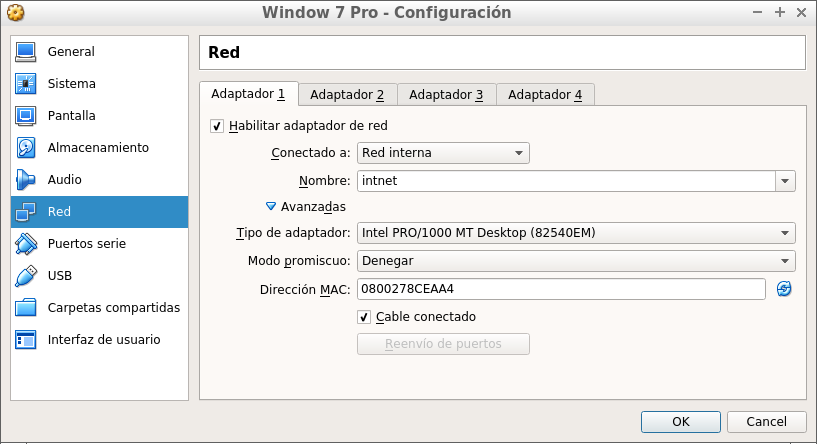 Window 7 Pro - Configuración
General
Sistema
Pantalla
Almacenamiento
Audio
Red
Puertos serie
USB
Carpetas compartidas
Interfaz de usuario
Red
Adaptador 1 Adaptador 2 Adaptador 3 Adaptador 4
Habilitar adaptador de red
Conectado a: Red interna
Nombre: intnet
Avanzadas
Tipo de adaptador: Intel PRO/1000 MT Desktop (82540EM)
Modo promiscuo: Denegar
Dirección MAC: 0800278CEAA4
Cable conectado
Reenvío de puertos
OK Cancel